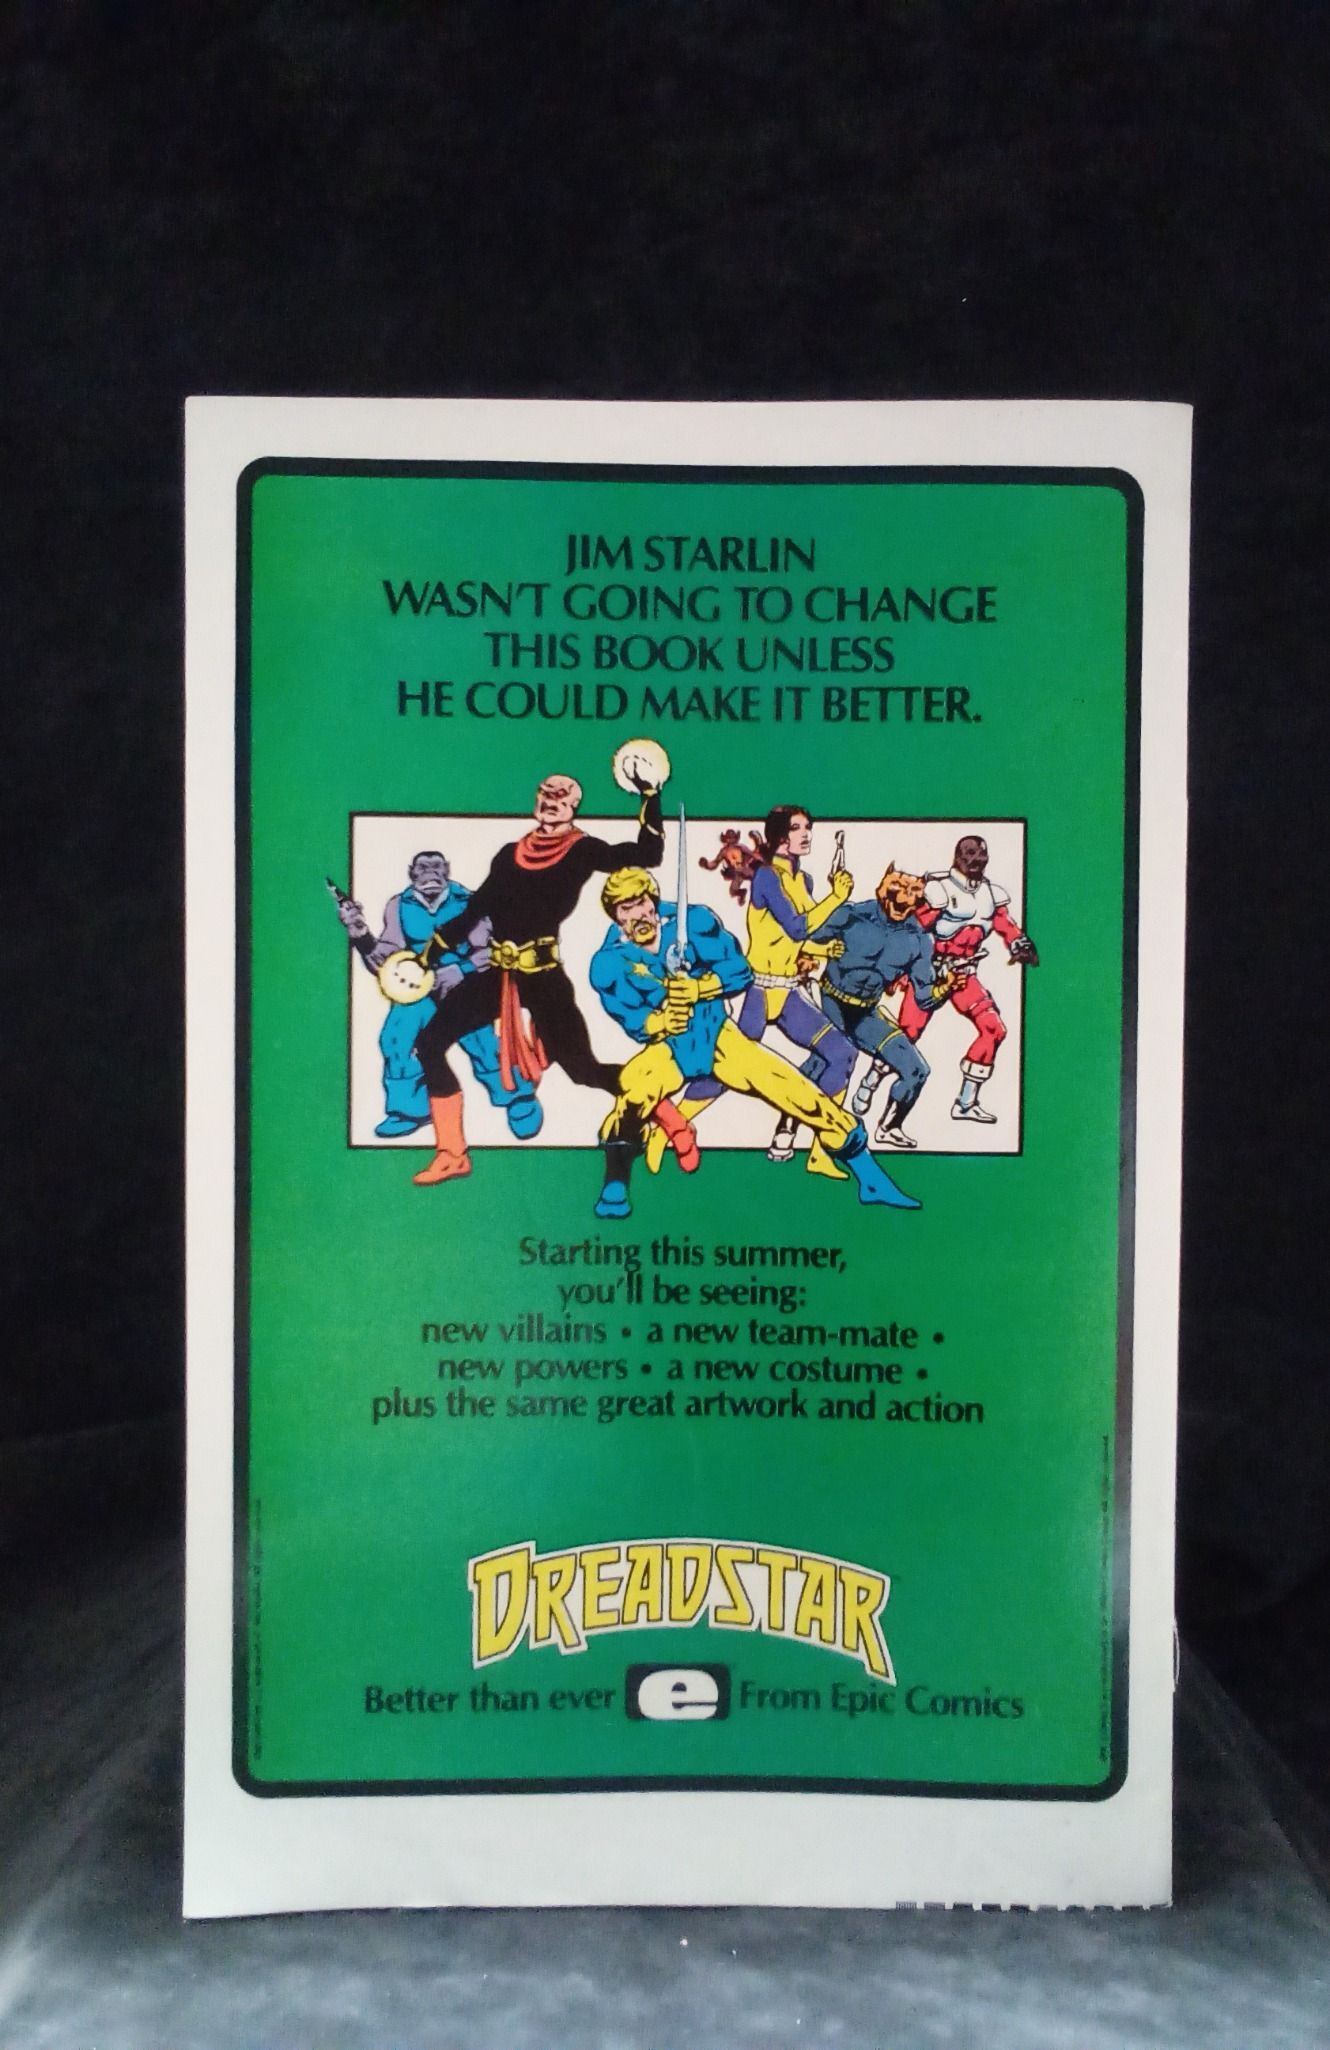 JIM STARLIN
WASN'T GOING TO CHANGE
THIS BOOK UNLESS
HE COULD MAKE IT BETTER.
Starting this summer,
you'll be seeing:
new villains • a new team-mate •
new powers • a new costume •
plus the same great artwork and action
DREADSTAR
Better than ever e From Epic Comics